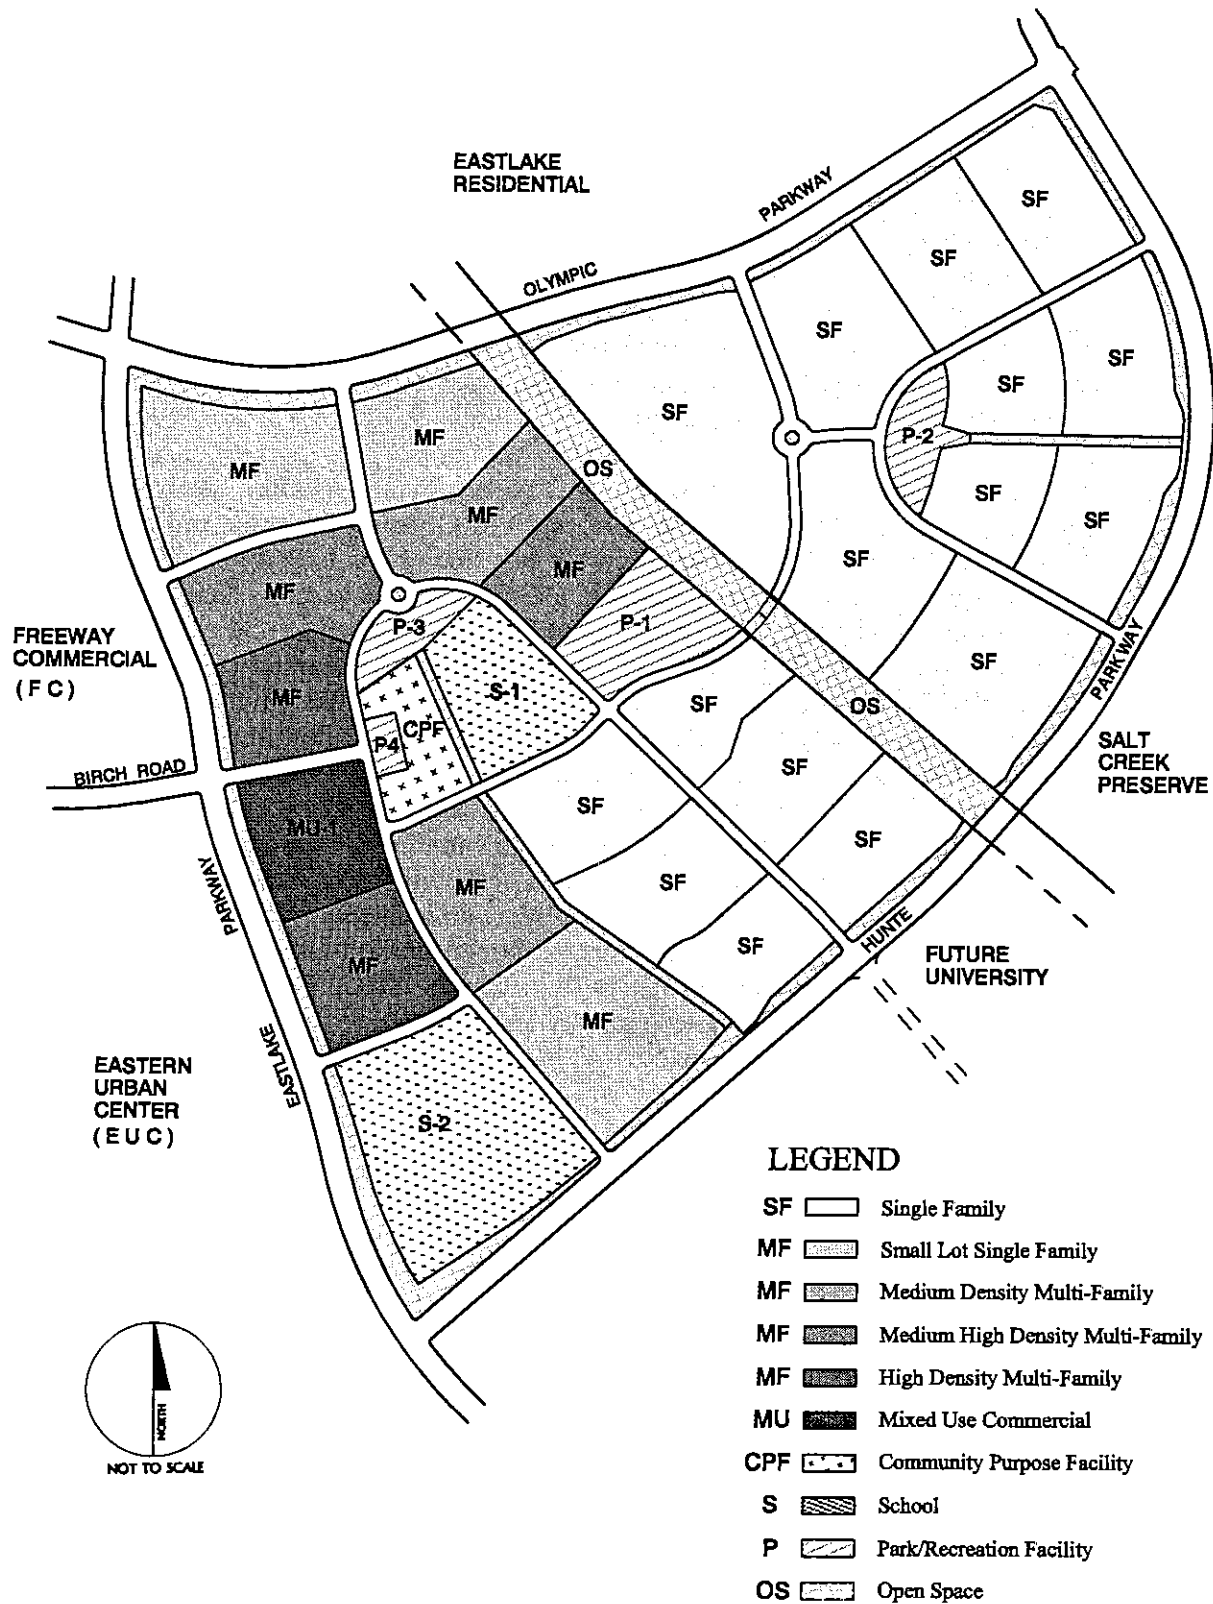 EASTLAKE
RESIDENTIAL
PARKWAY
OLYMPIC
SF
SF
SF
SF
SF
SF
MF
MF
P-2
OS
SF
MF
SF
MF
SF
MF
P-3
P-1
FREEWAY
COMMERCIAL
(FC)
MF
S-1
SF
SF
OS
PARKWAY
CPF
P4
BIRCH ROAD
SALT
CREEK
PRESERVE
SF
SF
MU-1
SF
MF
SF
PARKWAY
SF
HUNTE
MF
FUTURE
UNIVERSITY
MF
EASTLAKE
EASTERN
URBAN
CENTER
(EUC)
S-2
LEGEND
SF Single Family
MF Small Lot Single Family
MF Medium Density Multi-Family
MF Medium High Density Multi-Family
MF High Density Multi-Family
MU Mixed Use Commercial
CPF Community Purpose Facility
S School
P Park/Recreation Facility
OS Open Space
NORTH
NOT TO SCALE